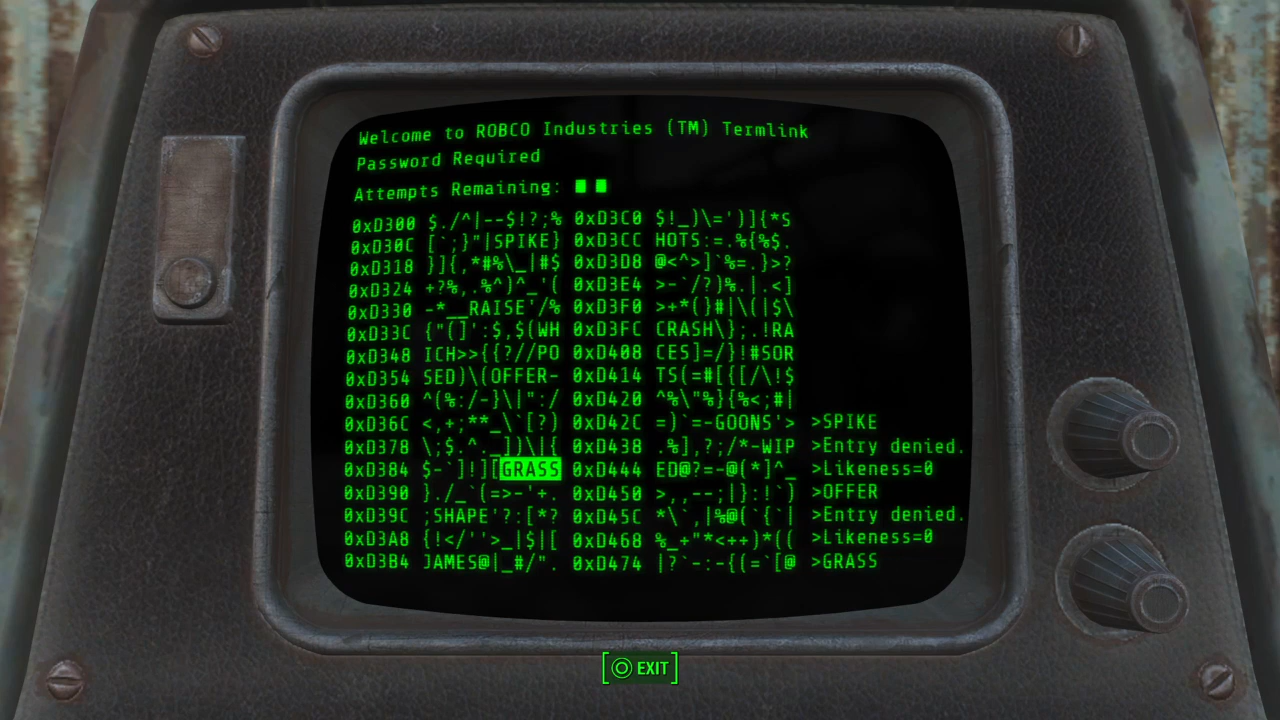 Welcome to ROBCO Industries (TM) Termlink
Password Required
Attempts Remaining: ■ ■
0xD300 $./^|--$!?;% 0xD3C0 $!_)\=')]{*S
0xD30C [`;}"|SPIKE} 0xD3CC HOTS:=.%{%$.
0xD318 }]{,*#%\_|#$ 0xD3D8 @<^>]`%=.}>?
0xD324 +?%,.%^)^_'( 0xD3E4 >-`/?)%.|.<]
0xD330 -*__RAISE'/% 0xD3F0 >+*(}#|\(|$\
0xD33C {"(]':$,$(WH 0xD3FC CRASH\};.!RA
0xD348 ICH>>{{?//PO 0xD408 CES]=/}!#SOR
0xD354 SED)\(OFFER- 0xD414 TS(=#[{[/\!$
0xD360 ^(%:/-}\|":/ 0xD420 ^%\"%}{%<;#|
0xD36C <,+;**_\`[?) 0xD42C =)`=-GOONS'> >SPIKE
0xD378 \;$.^._])\|{ 0xD438 .%],?;/*-WIP >Entry denied.
0xD384 $-`]!][GRASS 0xD444 ED@?=-@(*]^_ >Likeness=0
0xD390 }./_`(=>-'+. 0xD450 >,,--;|}:!`) >OFFER
0xD39C ;SHAPE'?:[*? 0xD45C *\`,|%@(`{`| >Entry denied.
0xD3A8 {!</''>_|$|[ 0xD468 %_+"*<++)*(( >Likeness=0
0xD3B4 JAMES@|_#/". 0xD474 |?`-:-{(=`[@ >GRASS
EXIT